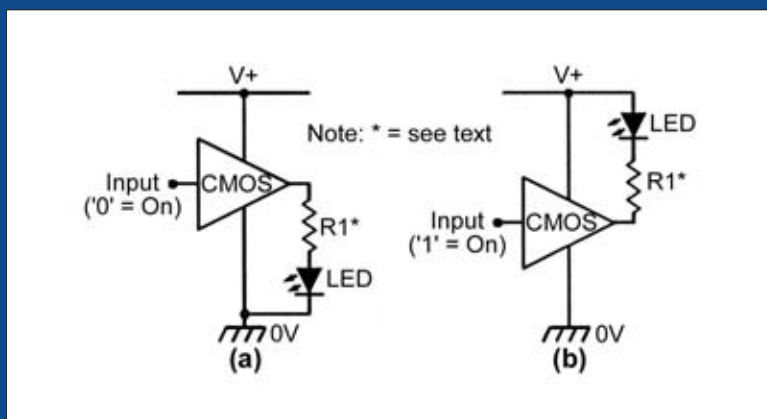 V+
Input
('0' = On)
CMOS
R1*
LED
0V
(a)
Note: * = see text
V+
LED
R1*
Input
('1' = On)
CMOS
0V
(b)